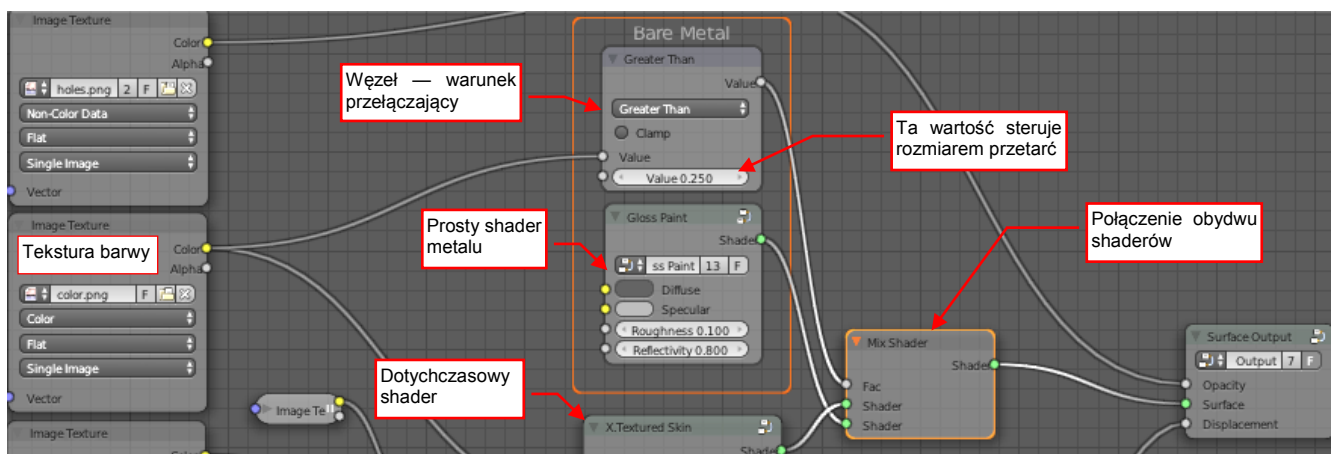 Image Texture
Color
Alpha
holes.png 2 F
Non-Color Data
Flat
Single Image
Vector
Image Texture
Tekstura barwy
Color
Alpha
color.png F
Color
Flat
Single Image
Vector
Image Texture
Image Te
Węzeł — warunek
przełączający
Bare Metal
Greater Than
Value
Greater Than
Clamp
Value
Value 0.250
Ta wartość steruje
rozmiarem przetarć
Prosty shader
metalu
Gloss Paint
Shader
ss Paint 13 F
Diffuse
Specular
Roughness 0.100
Reflectivity 0.800
Dotychczasowy
shader
X.Textured Skin
Shader
Połączenie obydwu
shaderów
Mix Shader
Shader
Fac
Shader
Shader
Surface Output
Output 7 F
Opacity
Surface
Displacement